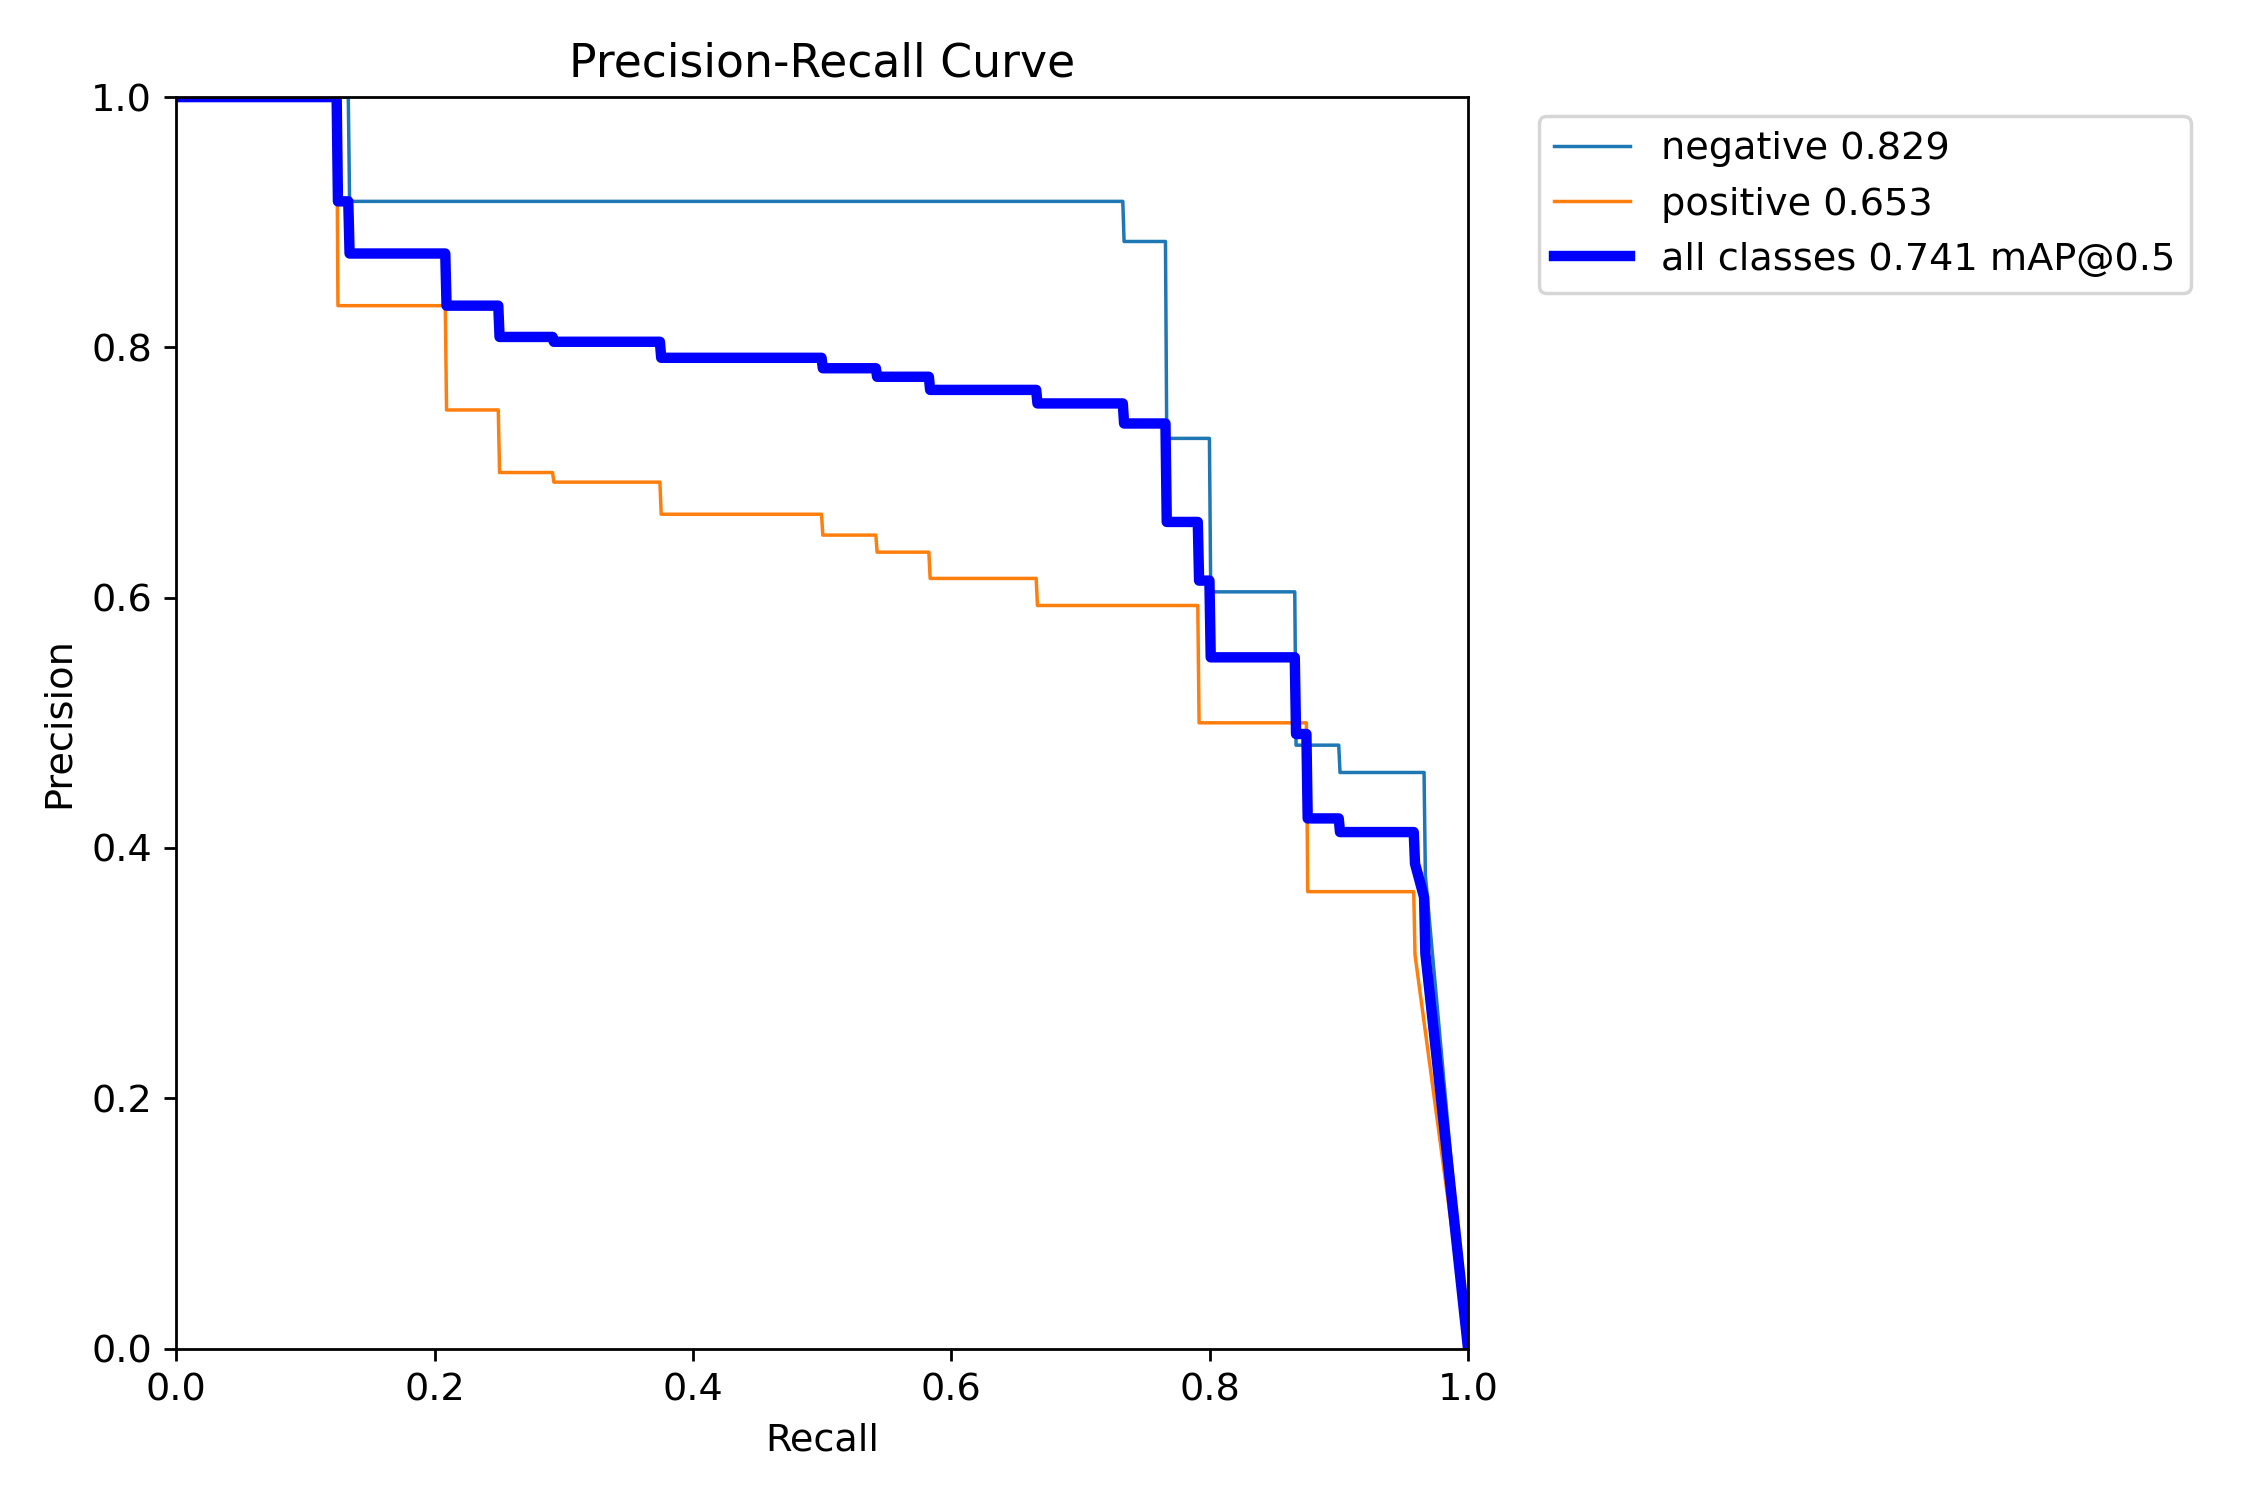 Precision-Recall Curve
negative 0.829
positive 0.653
all classes 0.741 mAP@0.5
Precision
1.0
0.8
0.6
0.4
0.2
0.0
0.0 0.2 0.4 0.6 0.8 1.0
Recall